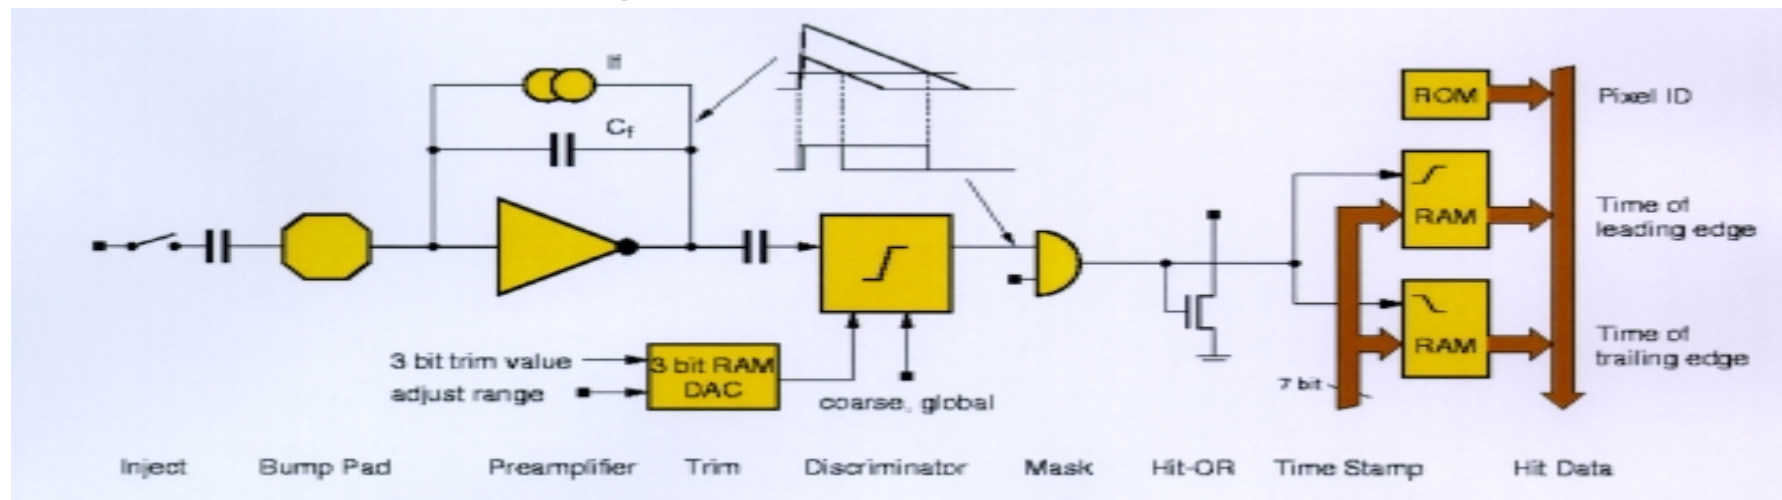 If
Cf
ROM
Pixel ID
RAM
Time of
leading edge
RAM
Time of
trailing edge
7 bit
3 bit trim value
adjust range
3 bit RAM
DAC
coarse, global
Inject
Bump Pad
Preamplifier
Trim
Discriminator
Mask
Hit-OR
Time Stamp
Hit Data